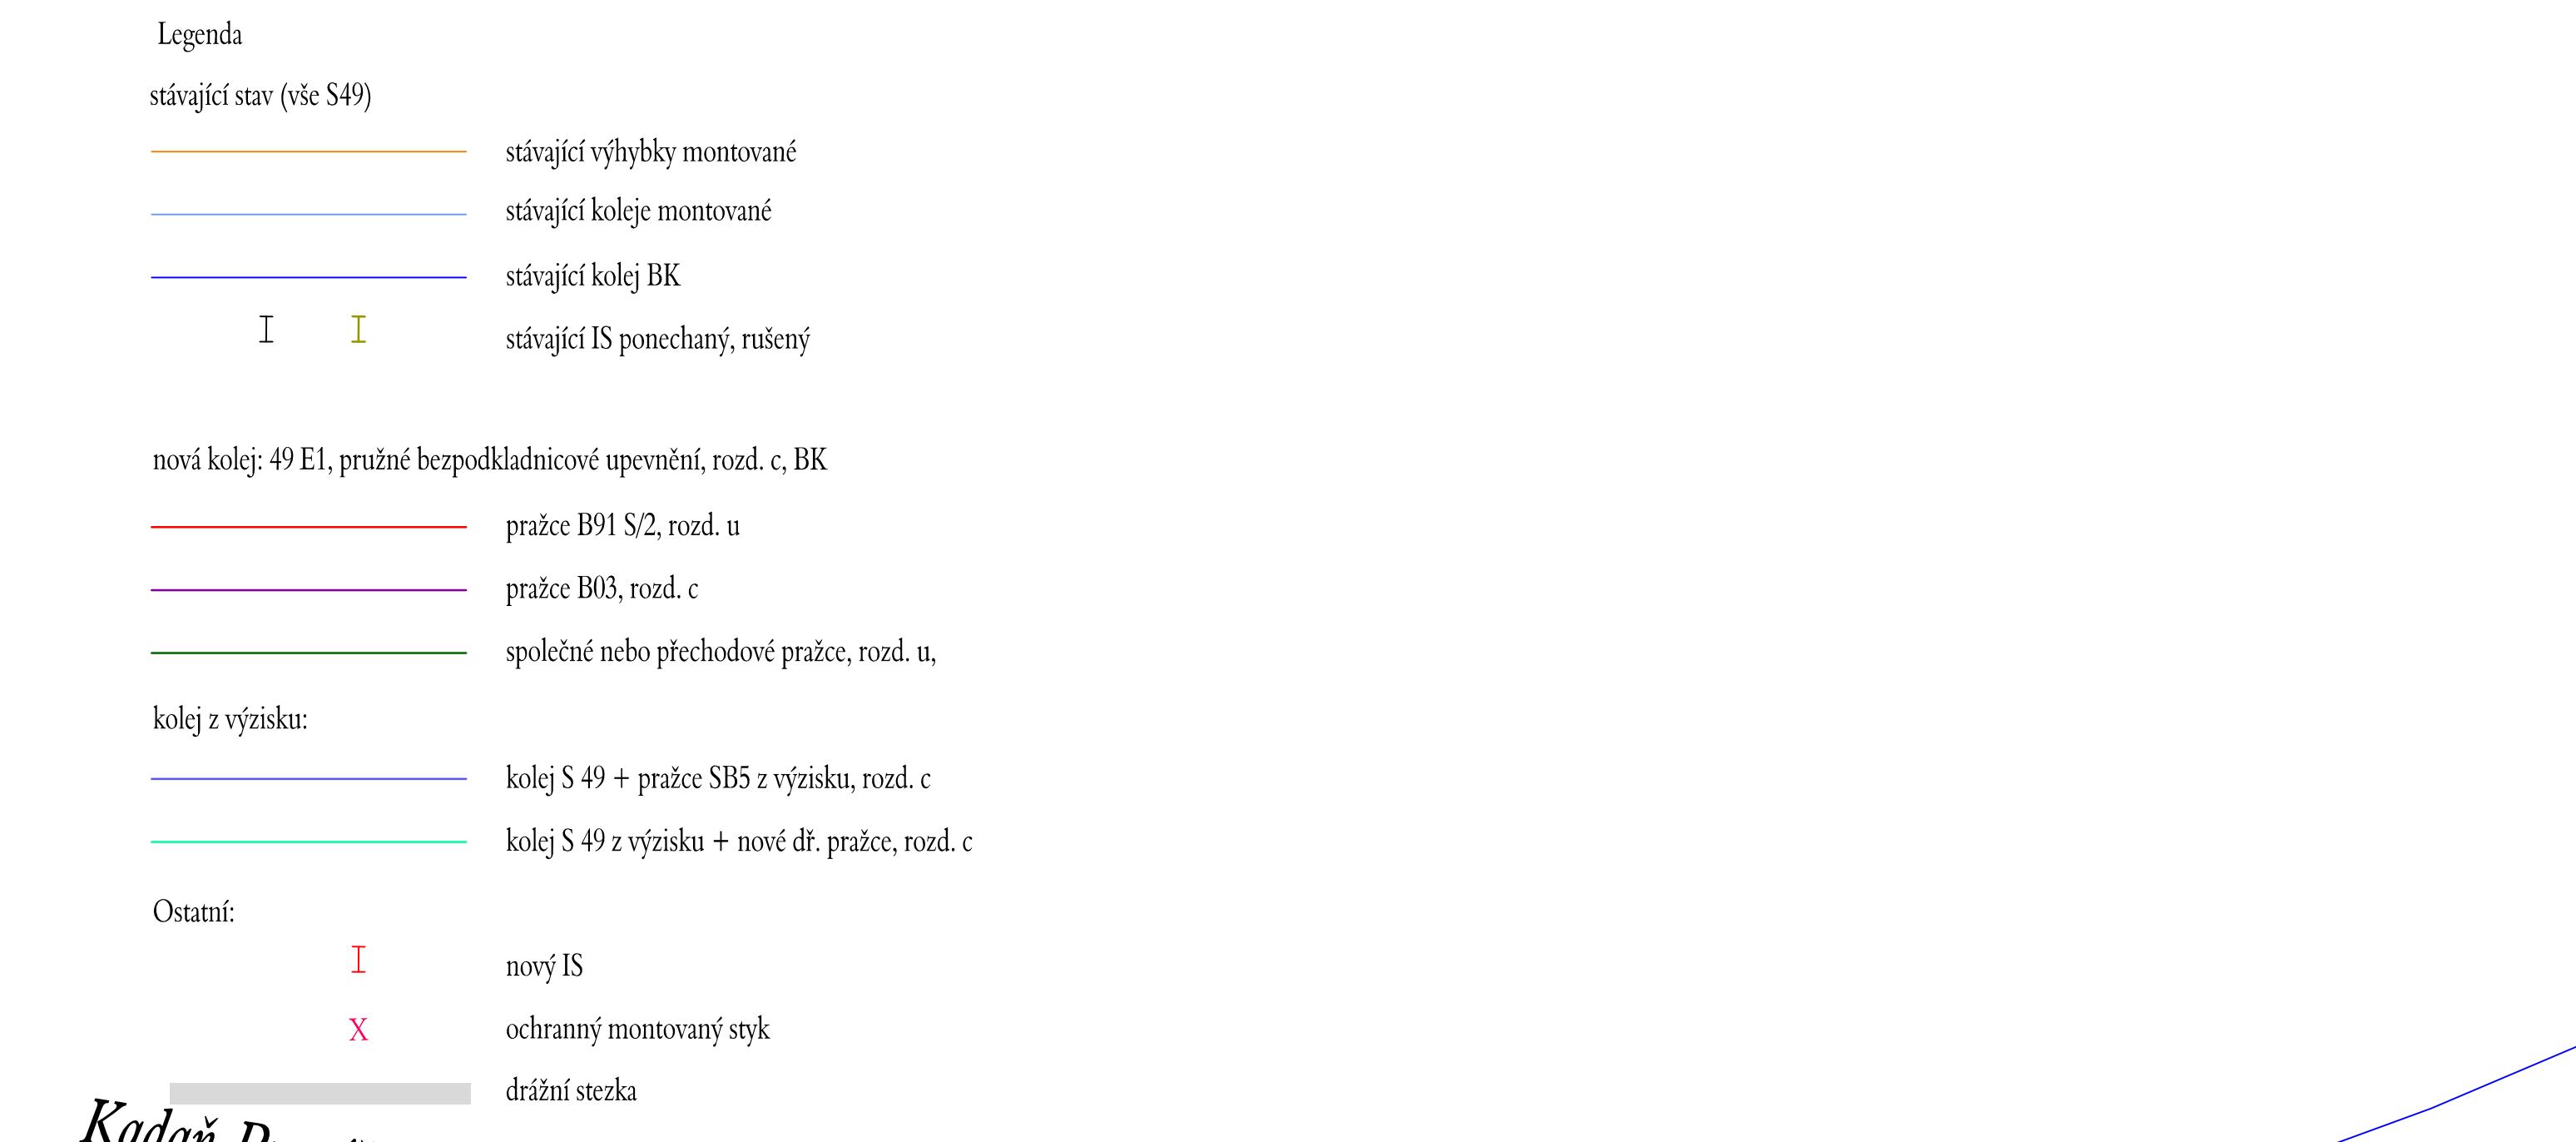 Legenda
stávající stav (vše S49)
stávající výhybky montované
stávající koleje montované
stávající kolej BK
I I stávající IS ponechaný, rušený
nová kolej: 49 E1, pružné bezpodkladnicové upevnění, rozd. c, BK
pražce B91 S/2, rozd. u
pražce B03, rozd. c
společné nebo přechodové pražce, rozd. u,
kolej z výzisku:
kolej S 49 + pražce SB5 z výzisku, rozd. c
kolej S 49 z výzisku + nové dř. pražce, rozd. c
Ostatní:
I nový IS
X ochranný montovaný styk
drážní stezka
Kadaň